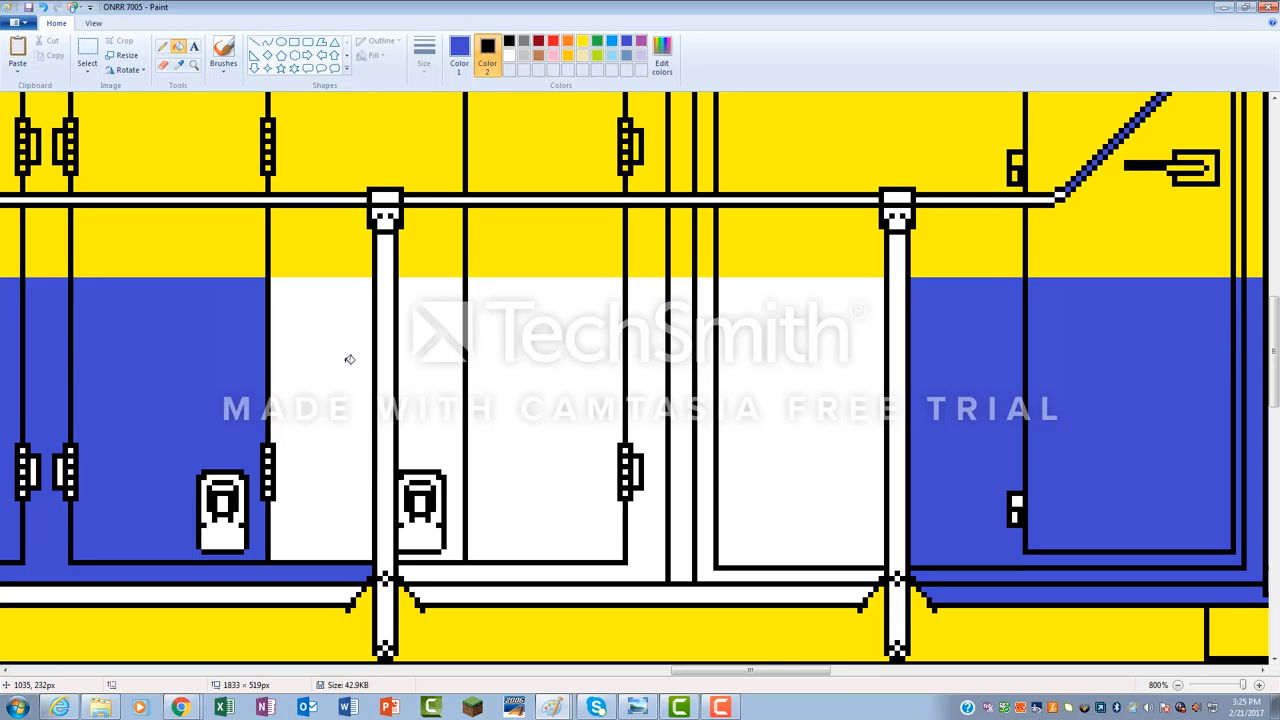 ONRR 7005 - Paint
Home
View
Paste
Cut
Copy
Clipboard
Select
Crop
Resize
Rotate
Image
A
Tools
Brushes
Outline
Fill
Shapes
Size
Color 1
Color 2
Edit colors
Colors
TechSmith®
MADE WITH CAMTASIA FREE TRIAL
1035, 232px
1833 × 519px
Size: 42.9KB
800%
3:25 PM
2/21/2017